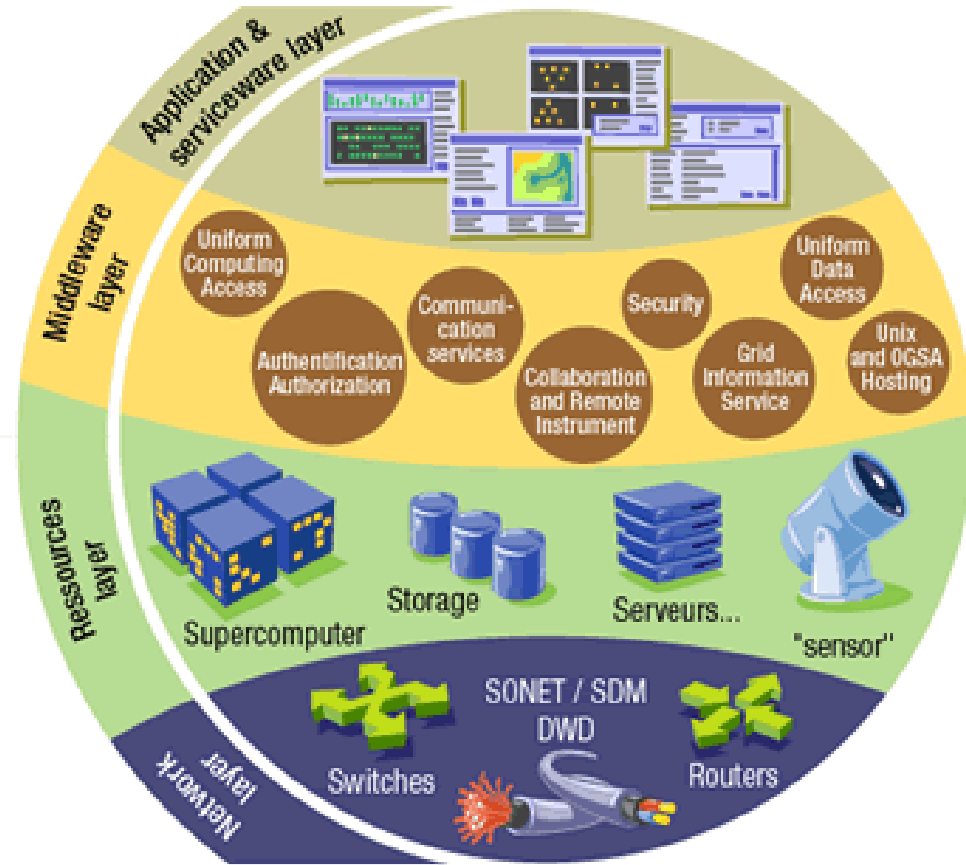 Application &
serviceware layer
Middleware
layer
Uniform
Computing
Access
Authentification
Authorization
Communi-
cation
services
Collaboration
and Remote
Instrument
Security
Grid
Information
Service
Uniform
Data
Access
Unix
and OGSA
Hosting
Ressources
layer
Supercomputer
Storage
Serveurs...
"sensor"
Network
layer
Switches
SONET / SDM
DWD
Routers